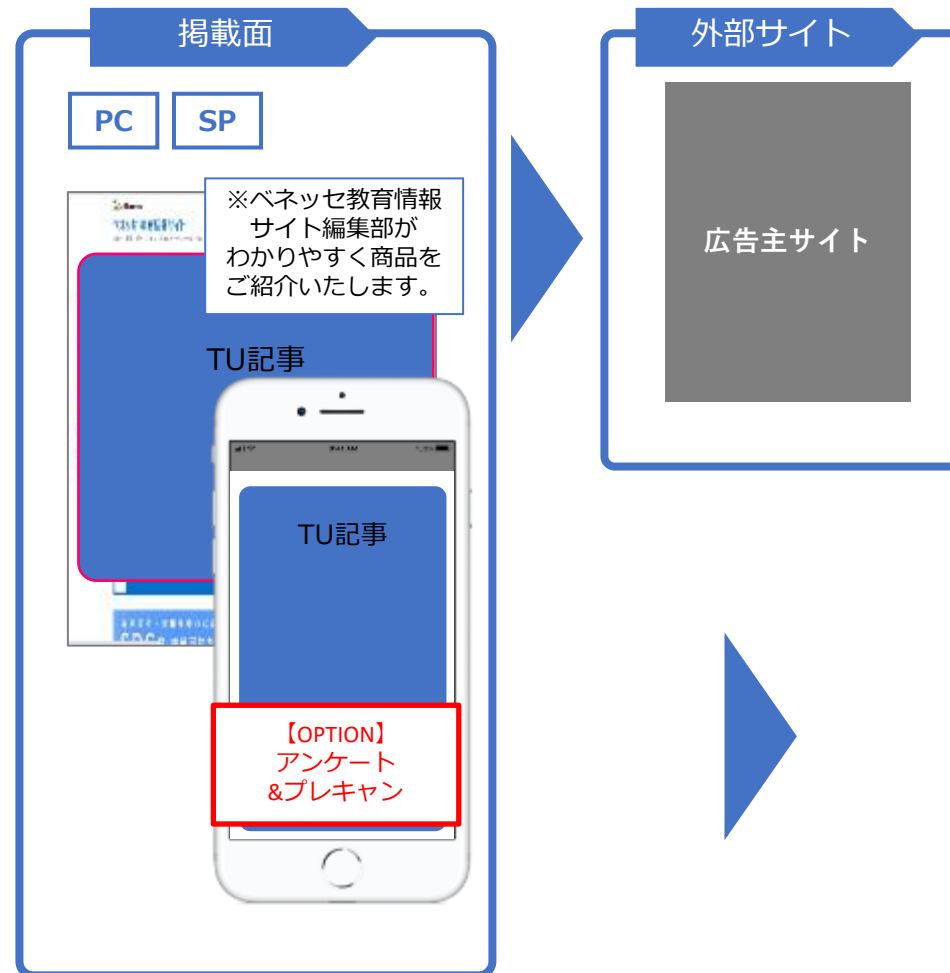 掲載面
外部サイト
PC
SP
※ベネッセ教育情報
サイト編集部が
わかりやすく商品を
ご紹介いたします。
広告主サイト
TU記事
TU記事
【OPTION】
アンケート
&プレキャン